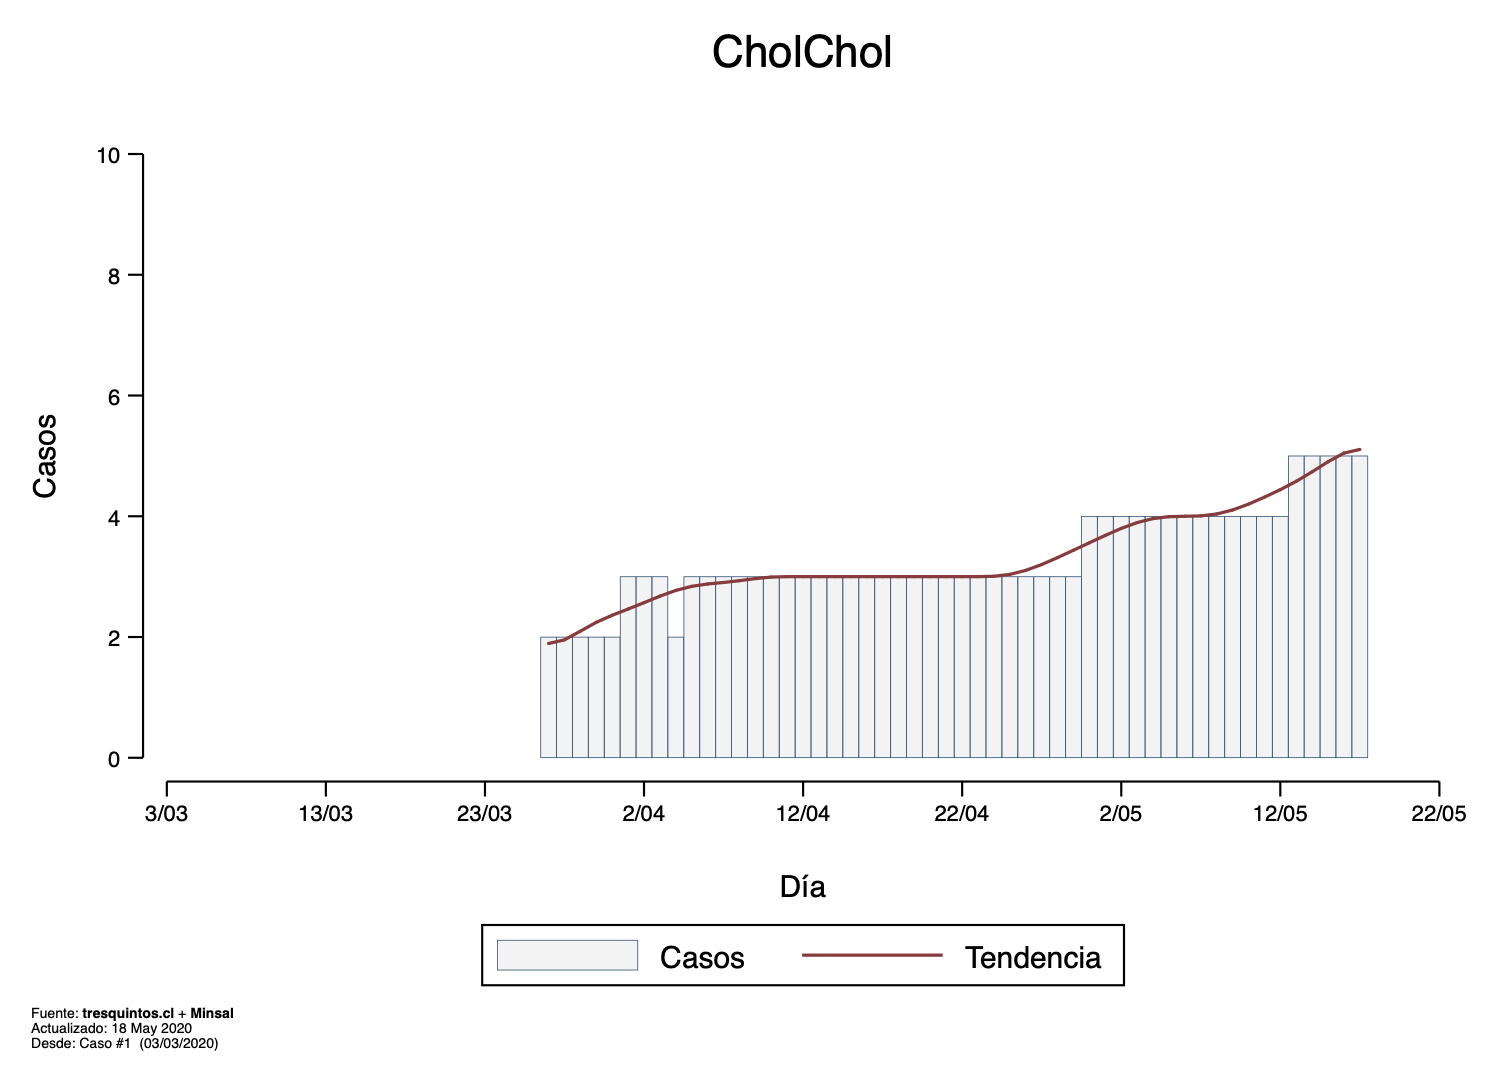 CholChol
10
8
6
4
2
0
Casos
3/03 13/03 23/03 2/04 12/04 22/04 2/05 12/05 22/05
Día
Casos Tendencia
Fuente: tresquintos.cl + Minsal
Actualizado: 18 May 2020
Desde: Caso #1 (03/03/2020)